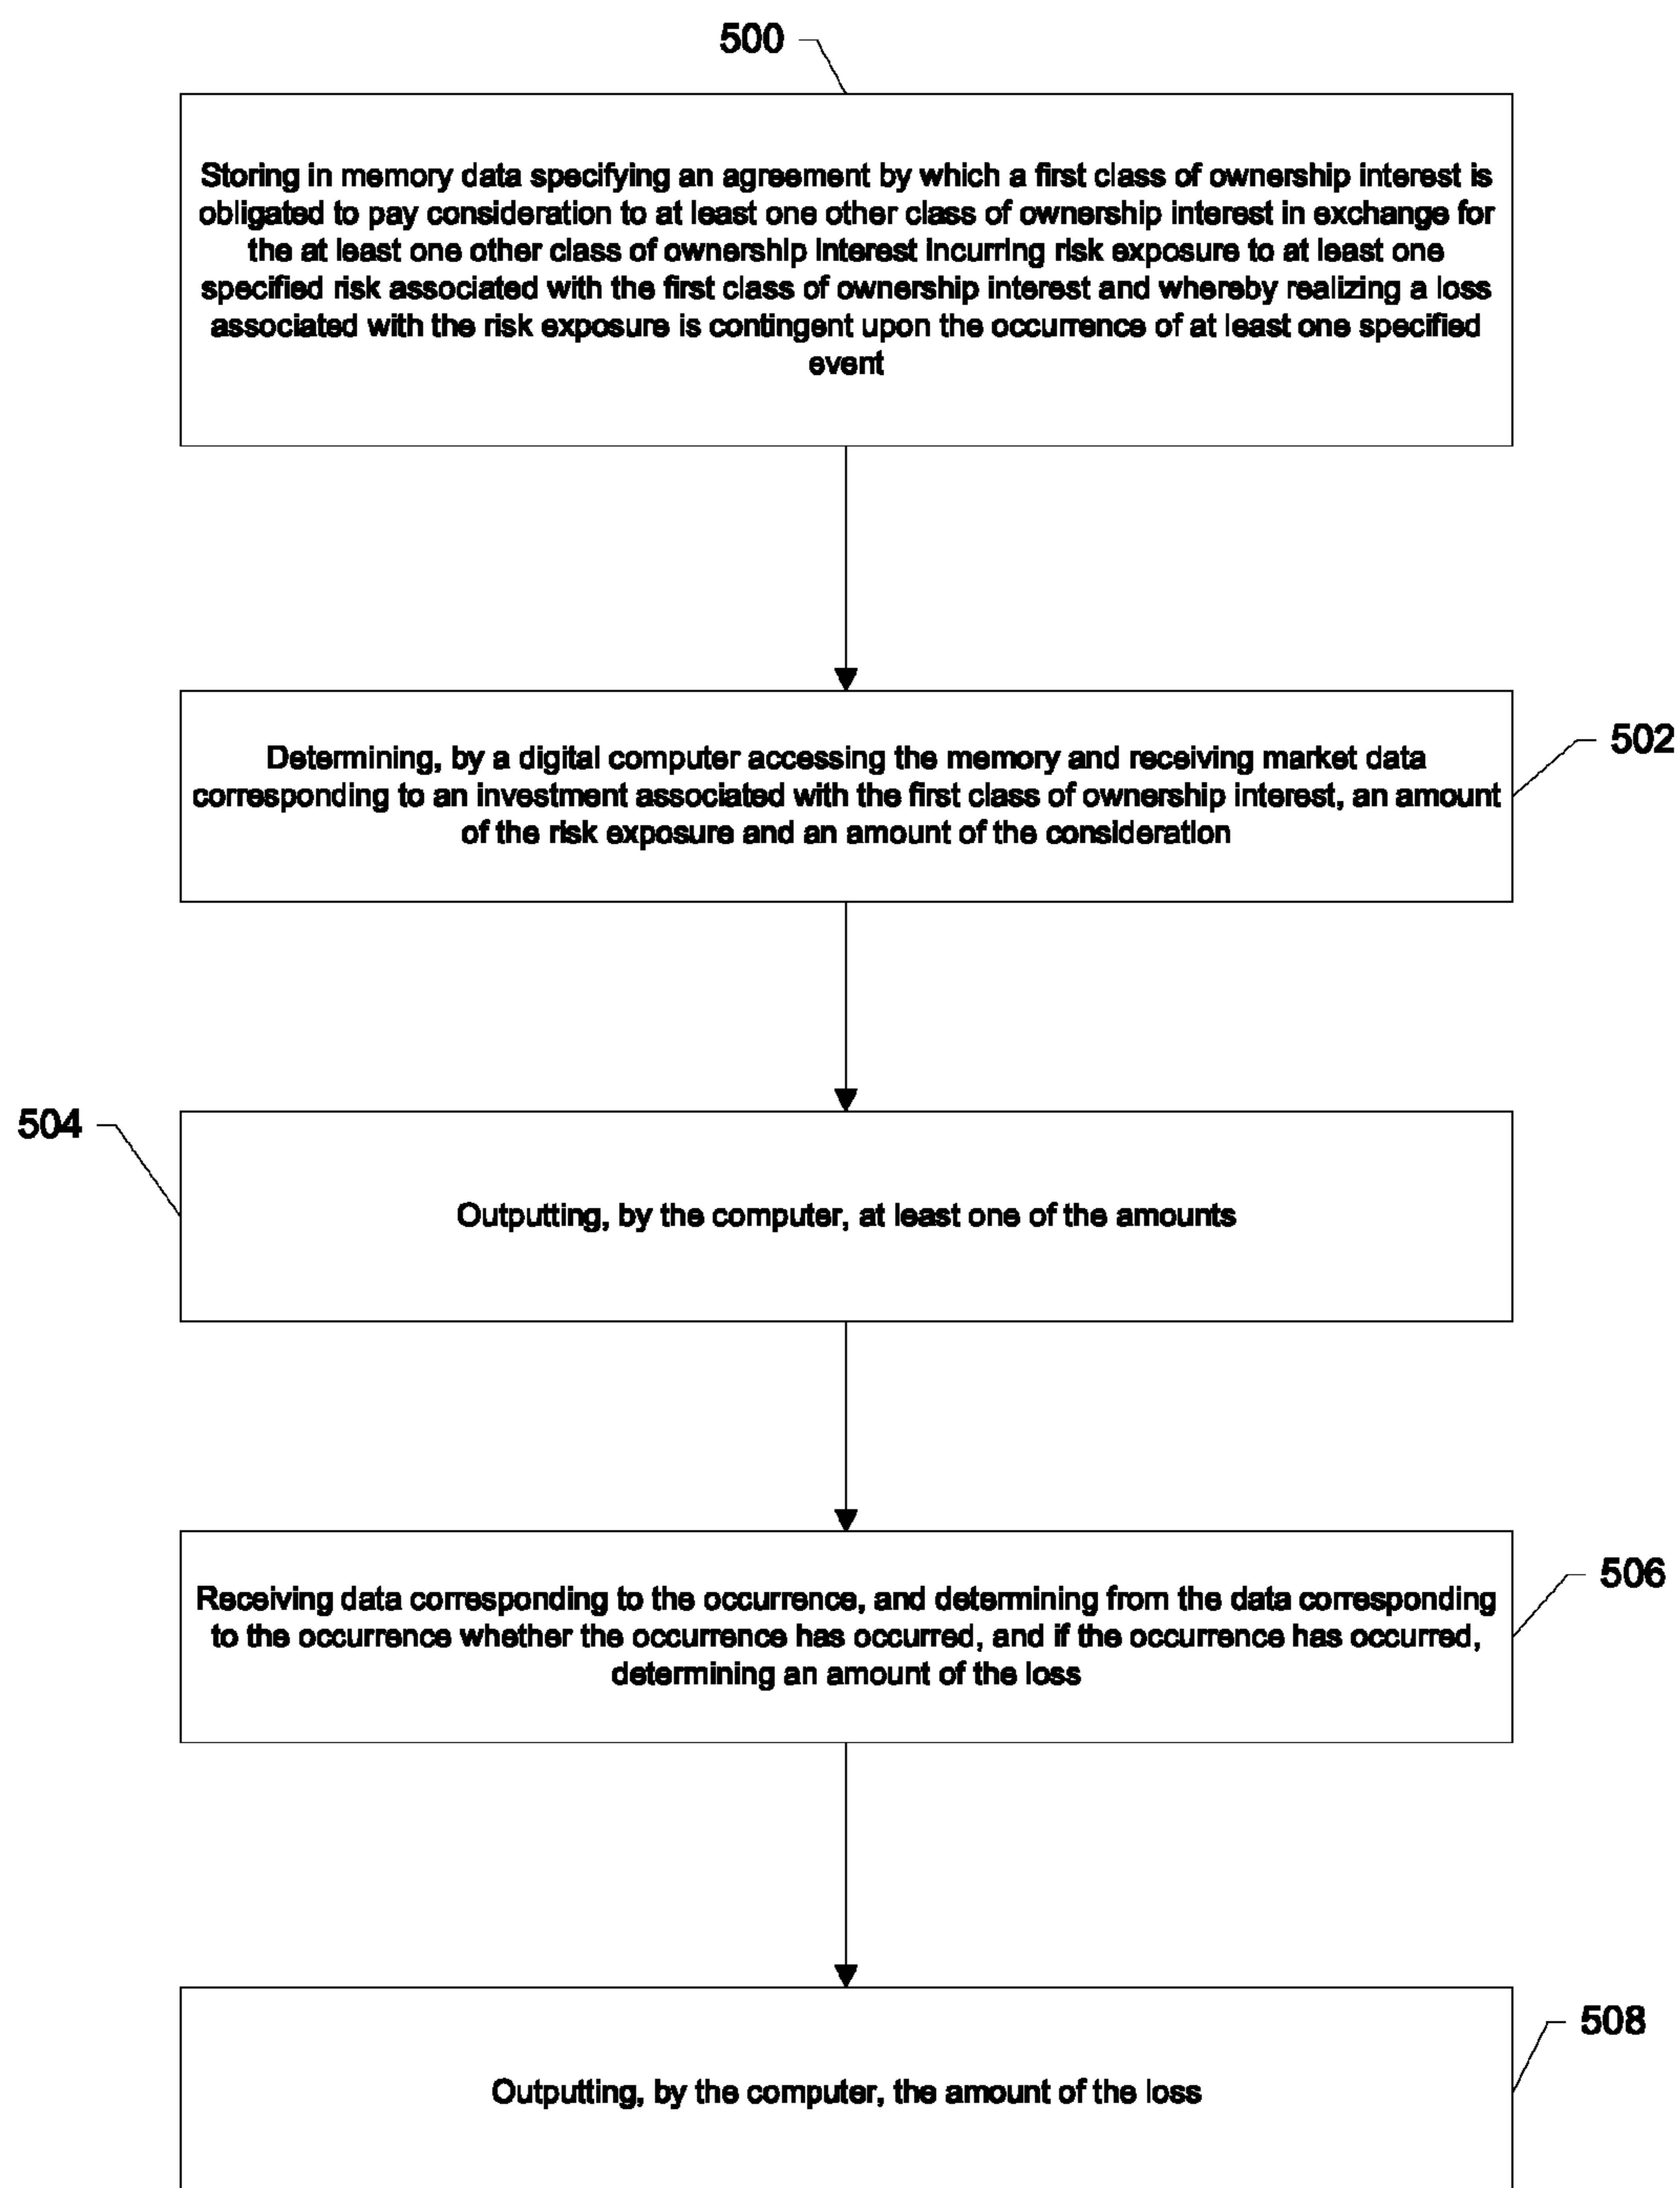 500
Storing in memory data specifying an agreement by which a first class of ownership interest is
obligated to pay consideration to at least one other class of ownership interest in exchange for
the at least one other class of ownership interest incurring risk exposure to at least one
specified risk associated with the first class of ownership interest and whereby realizing a loss
associated with the risk exposure is contingent upon the occurrence of at least one specified
event
502
Determining, by a digital computer accessing the memory and receiving market data
corresponding to an investment associated with the first class of ownership interest, an amount
of the risk exposure and an amount of the consideration
504
Outputting, by the computer, at least one of the amounts
506
Receiving data corresponding to the occurrence, and determining from the data corresponding
to the occurrence whether the occurrence has occurred, and if the occurrence has occurred,
determining an amount of the loss
508
Outputting, by the computer, the amount of the loss